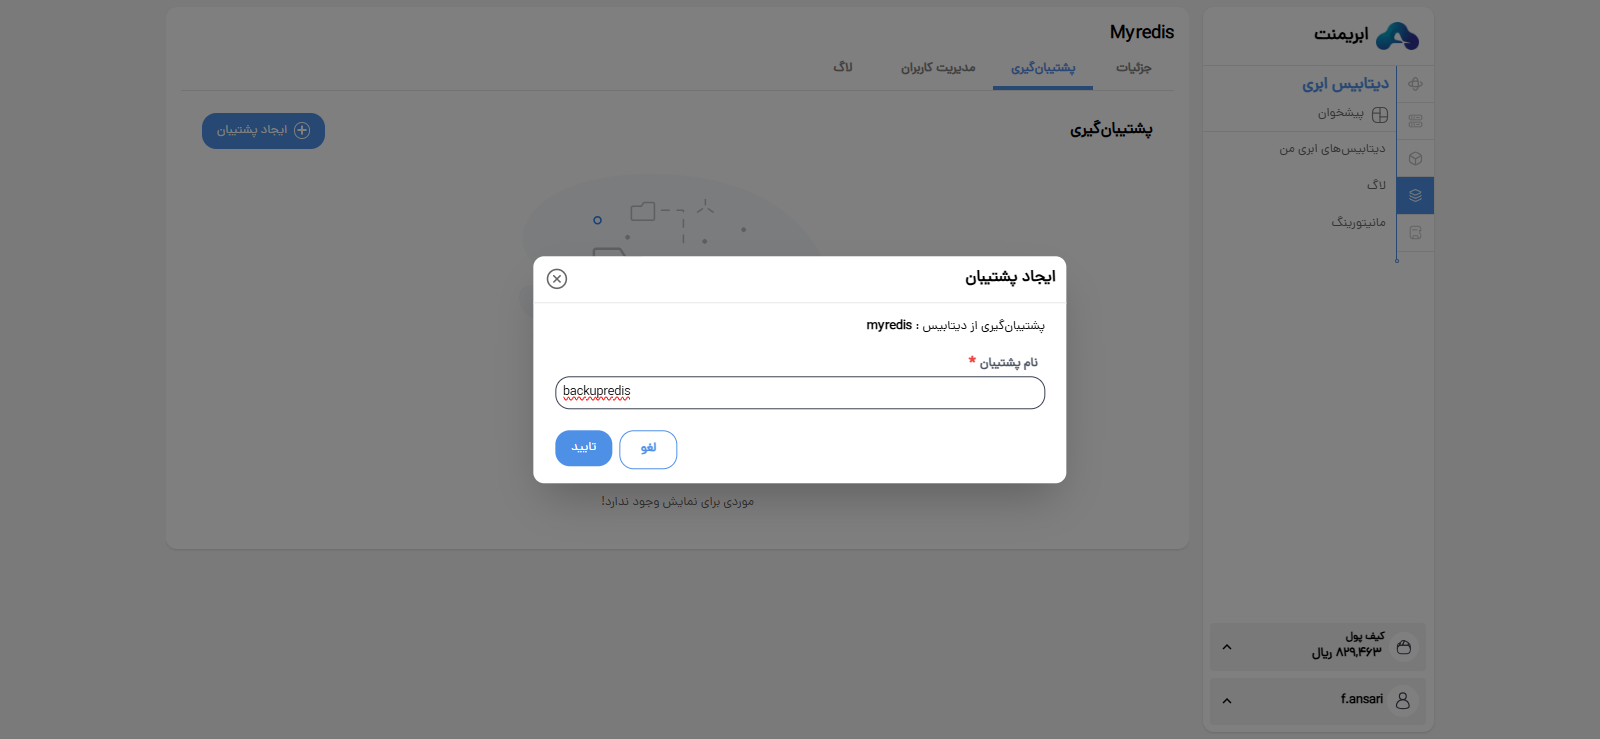 ابریمنت
دیتابیس ابری
پیشخوان
دیتابیس‌های ابری من
لاگ
مانیتورینگ
کیف پول
۸۲۹,۴۶۳ ریال
f.ansari
Myredis
جزئیات
پشتیبان‌گیری
مدیریت کاربران
لاگ
پشتیبان‌گیری
ایجاد پشتیبان
ایجاد پشتیبان
پشتیبان‌گیری از دیتابیس : myredis
نام پشتیبان *
backupredis
لغو
تایید
موردی برای نمایش وجود ندارد!